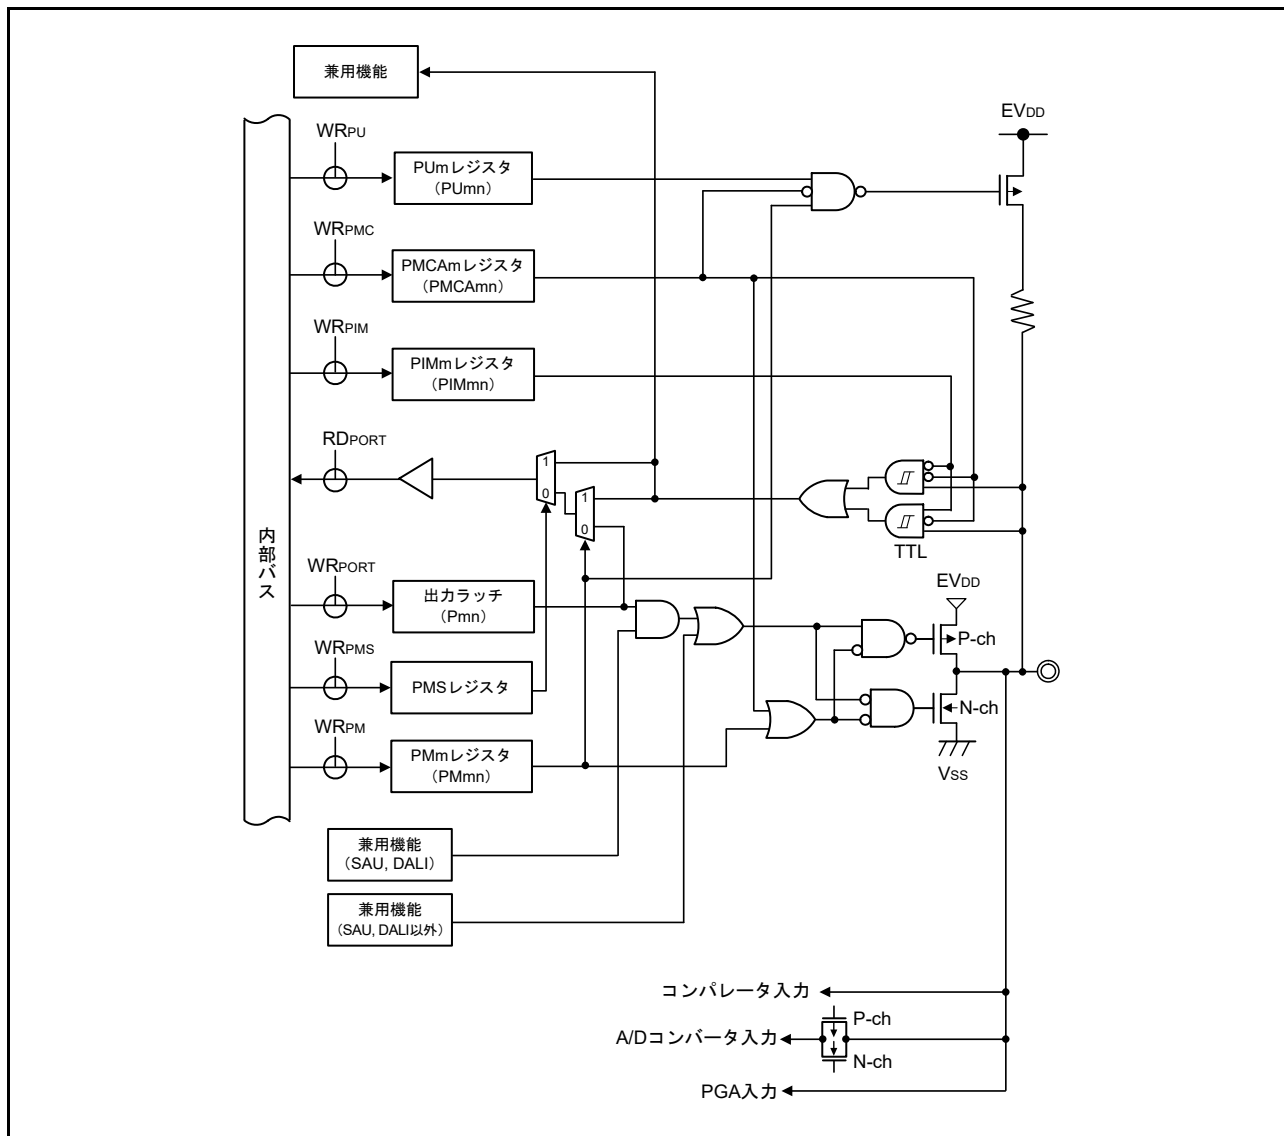 兼用機能
EVDD
WRPU
PUmレジスタ
（PUmn）
WRPMC
PMCAmレジスタ
（PMCAmn）
WRPIM
PIMmレジスタ
（PIMmn）
RDPORT
1
0
1
0
TTL
内部バス
WRPORT
出力ラッチ
（Pmn）
EVDD
P-ch
WRPMS
PMSレジスタ
N-ch
WRPM
PMmレジスタ
（PMmn）
VSS
兼用機能
（SAU, DALI）
兼用機能
（SAU, DALI以外）
コンパレータ入力
P-ch
A/Dコンバータ入力
N-ch
PGA入力